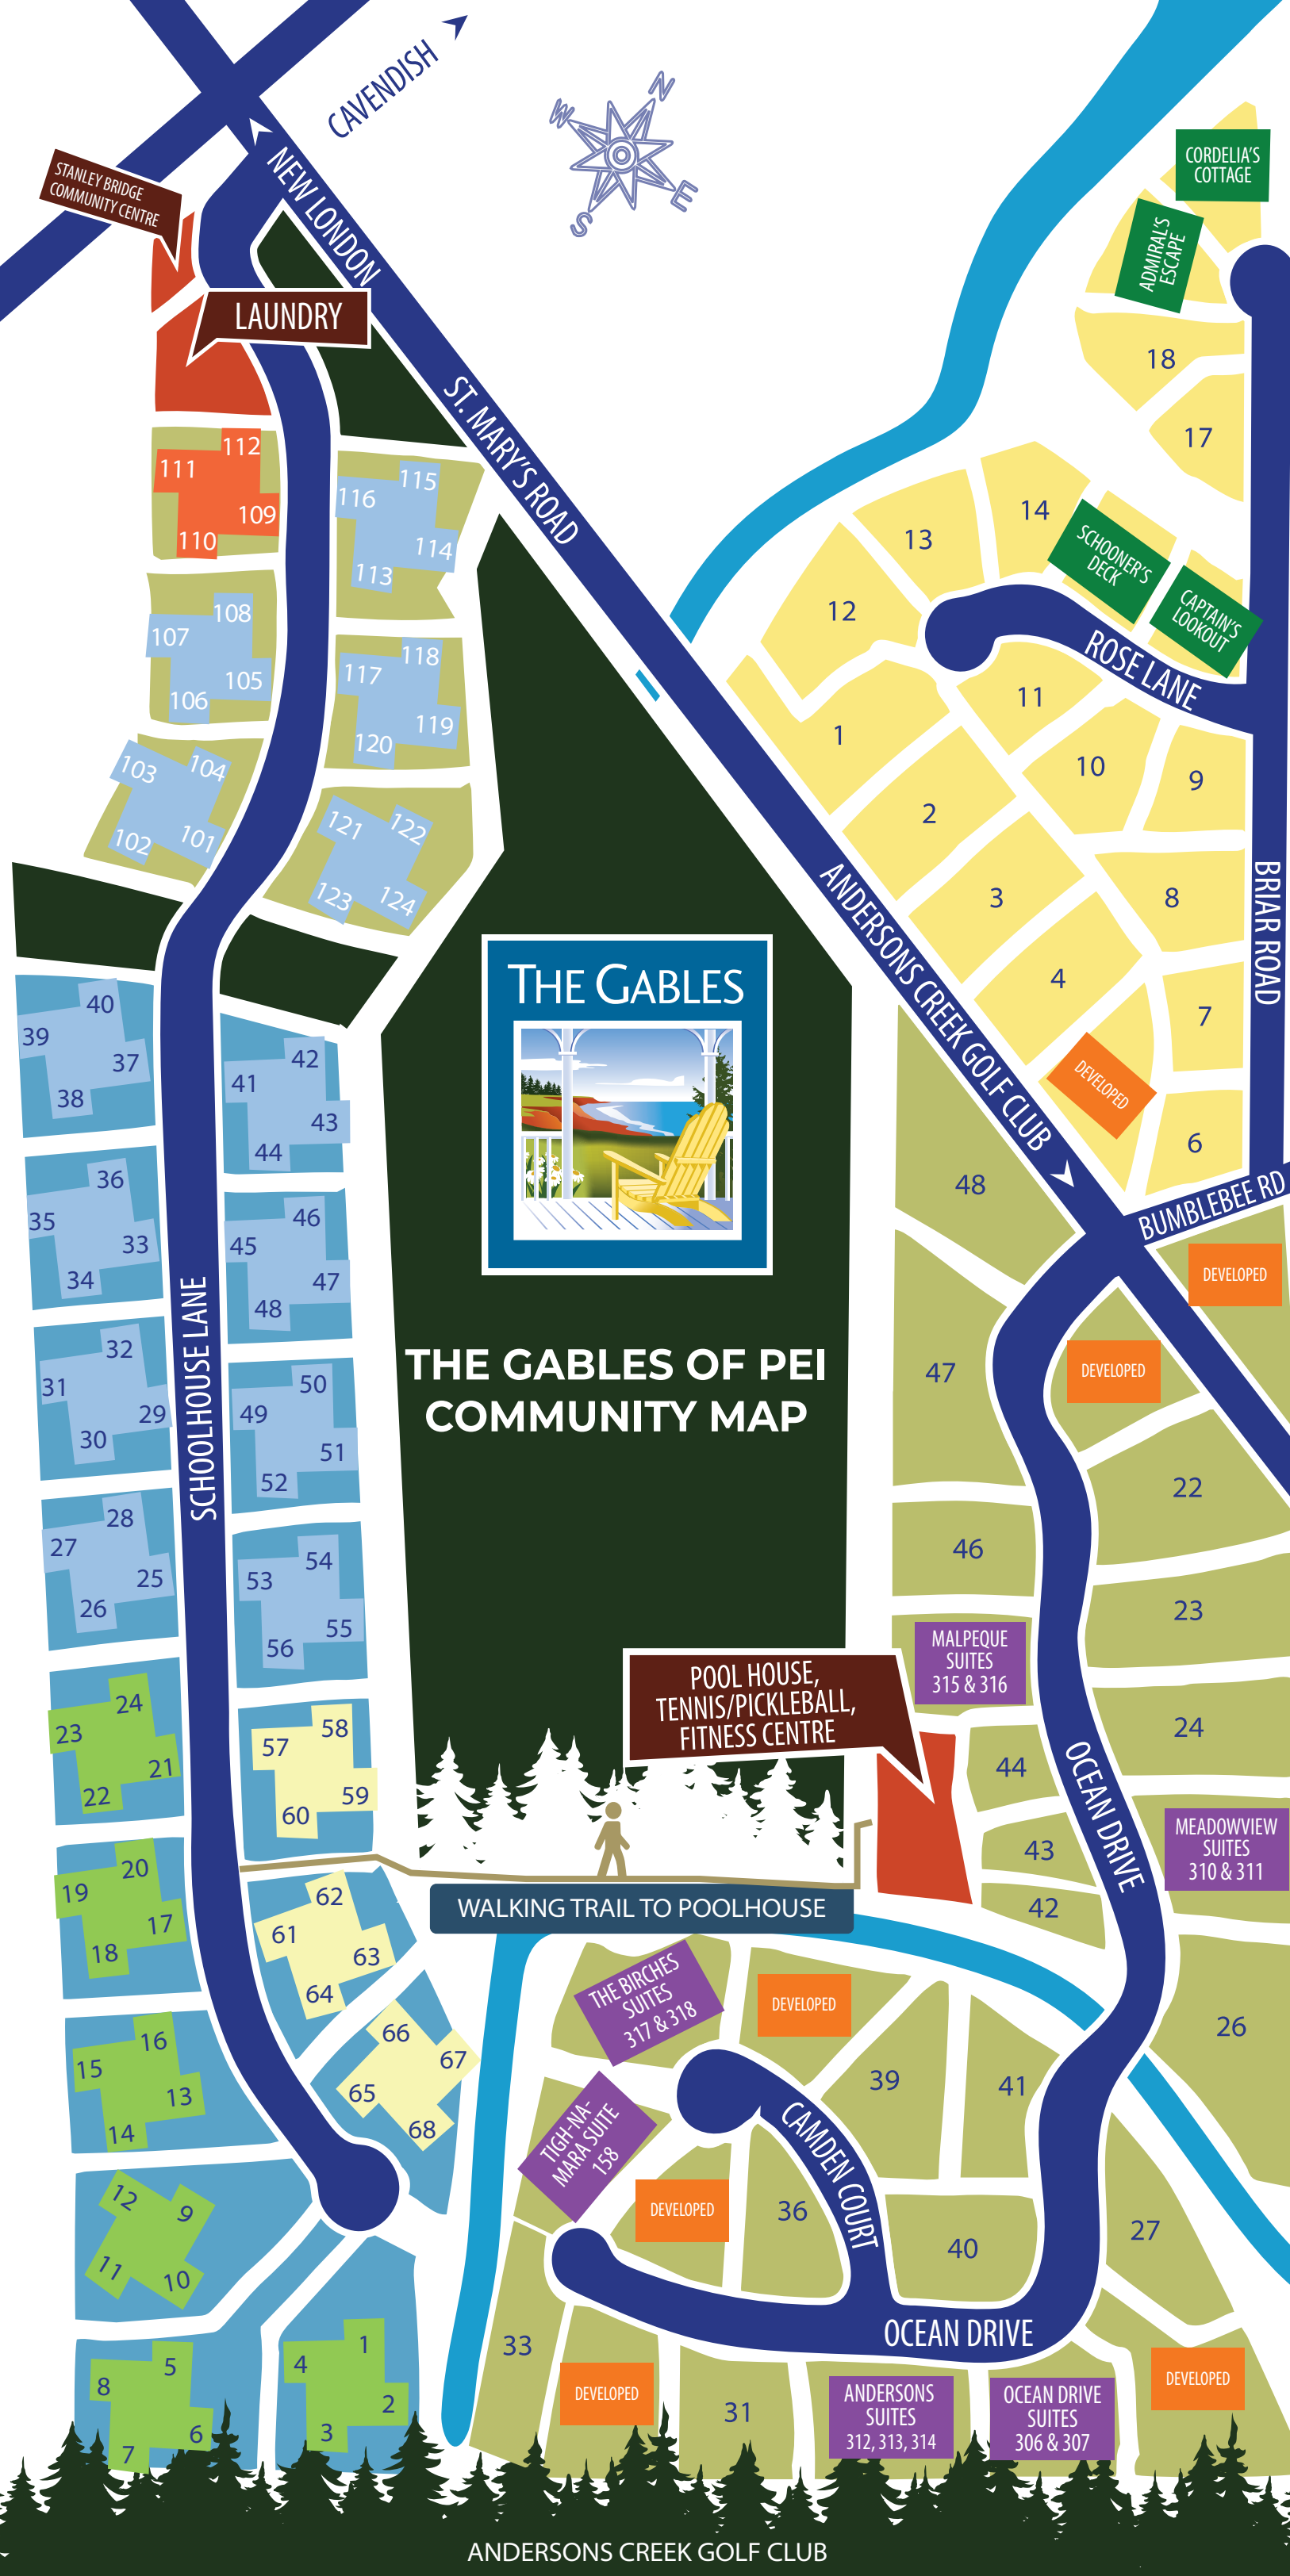 CAVENDISH
N
W
E
S
STANLEY BRIDGE
COMMUNITY CENTRE
NEW LONDON
LAUNDRY
ST. MARY'S ROAD
CORDELIA'S
COTTAGE
ADMIRAL'S
ESCAPE
18
17
14
13
12
SCHOONER'S
DECK
CAPTAIN'S
LOOKOUT
ROSE LANE
11
10
9
1
2
3
4
8
7
6
DEVELOPED
BRIAR ROAD
ANDERSONS CREEK GOLF CLUB
BUMBLEBEE RD
DEVELOPED
112
111
109
110
115
116
114
113
108
107
105
106
118
117
119
120
103
104
102
101
121
122
123
124
40
39
37
38
42
41
43
44
36
35
33
34
46
45
47
48
32
31
29
30
50
49
51
52
28
27
25
26
54
53
55
56
24
23
21
22
58
57
59
60
20
19
17
18
62
61
63
64
16
15
13
14
66
67
65
68
12
9
11
10
5
8
6
7
1
4
2
3
SCHOOLHOUSE LANE
THE GABLES
THE GABLES OF PEI
COMMUNITY MAP
48
47
DEVELOPED
22
46
23
MALPEQUE
SUITES
315 & 316
24
POOL HOUSE,
TENNIS/PICKLEBALL,
FITNESS CENTRE
44
43
42
OCEAN DRIVE
MEADOWVIEW
SUITES
310 & 311
WALKING TRAIL TO POOLHOUSE
THE BIRCHES
SUITES
317 & 318
DEVELOPED
39
41
26
TIGH-NA-
MARA SUITE
158
DEVELOPED
36
CAMDEN COURT
40
27
33
OCEAN DRIVE
DEVELOPED
31
ANDERSONS
SUITES
312, 313, 314
OCEAN DRIVE
SUITES
306 & 307
DEVELOPED
ANDERSONS CREEK GOLF CLUB